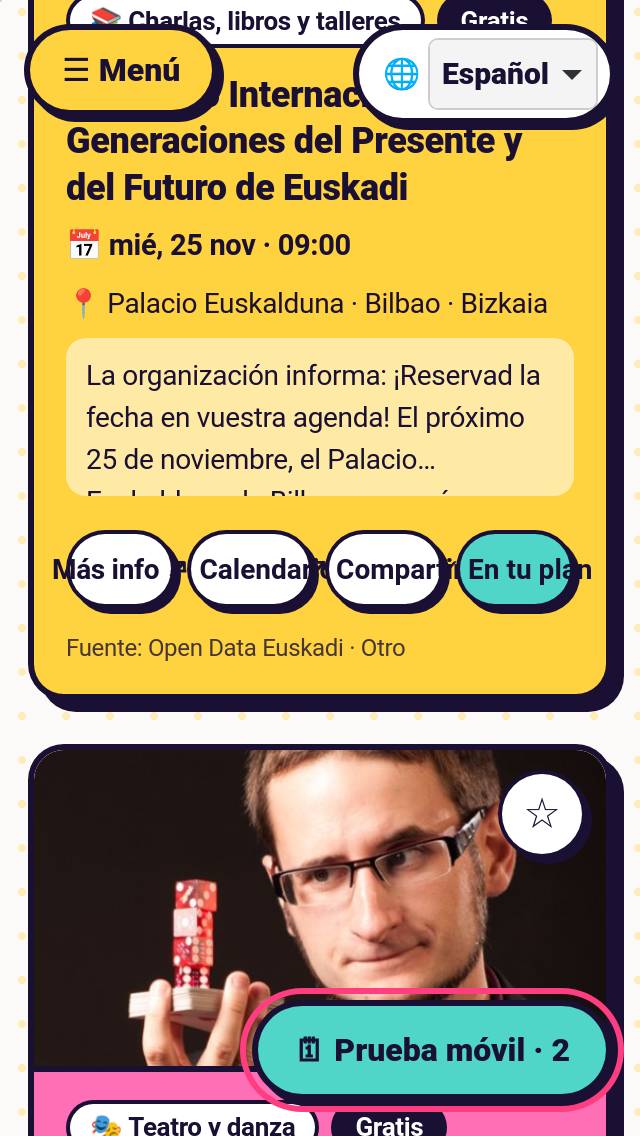 📚 Charlas, libros y talleres Gratis
☰ Menú
🌐 Español
Generaciones del Presente y
del Futuro de Euskadi
📅 mié, 25 nov · 09:00
📍 Palacio Euskalduna · Bilbao · Bizkaia
La organización informa: ¡Reservad la
fecha en vuestra agenda! El próximo
25 de noviembre, el Palacio...
Más info Calendario Compartir En tu plan
Fuente: Open Data Euskadi · Otro
☆
🗓 Prueba móvil · 2
🎭 Teatro y danza Gratis